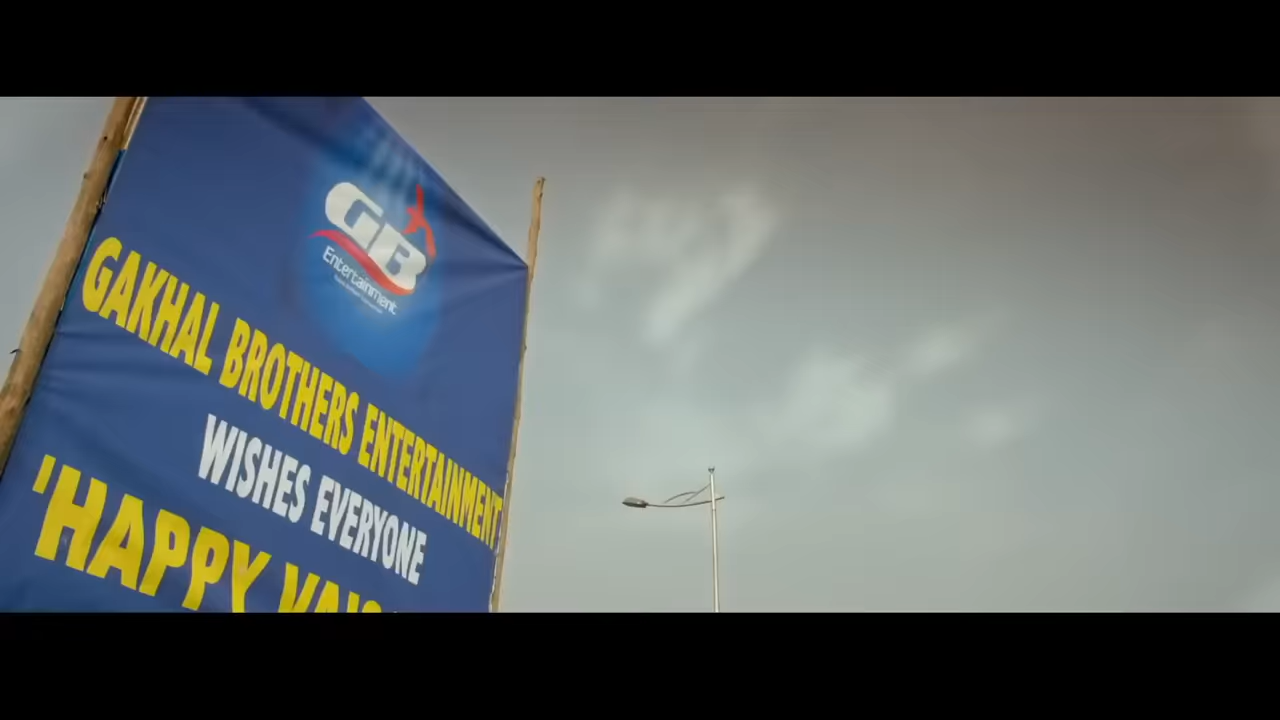 GB
Entertainment
GAKHAL BROTHERS ENTERTAINMENT
WISHES EVERYONE
'HAPPY